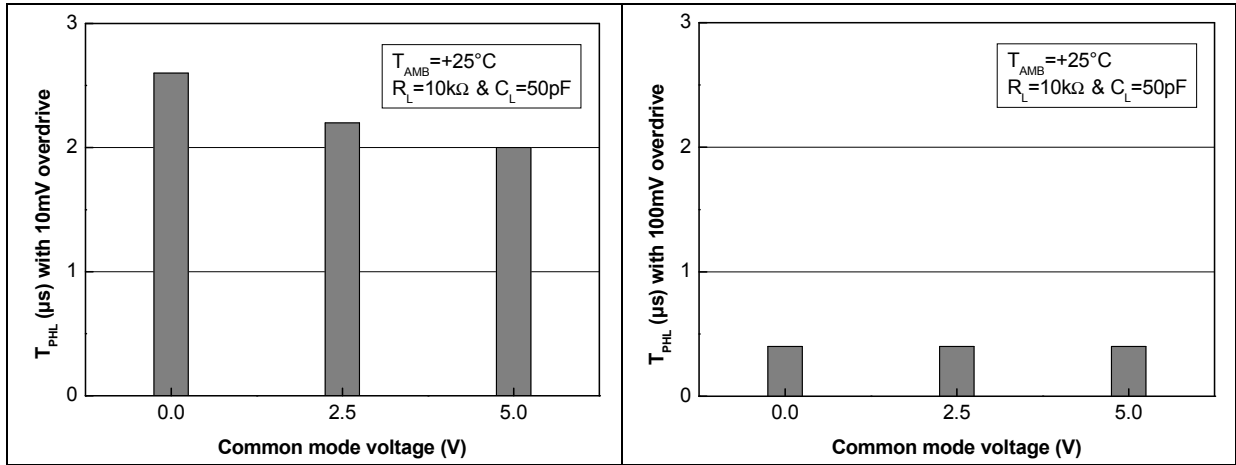 3
2
1
0
T_PHL (µs) with 10mV overdrive
T_AMB=+25°C
R_L=10kΩ & C_L=50pF
0.0 2.5 5.0
Common mode voltage (V)
3
2
1
0
T_PHL (µs) with 100mV overdrive
T_AMB=+25°C
R_L=10kΩ & C_L=50pF
0.0 2.5 5.0
Common mode voltage (V)